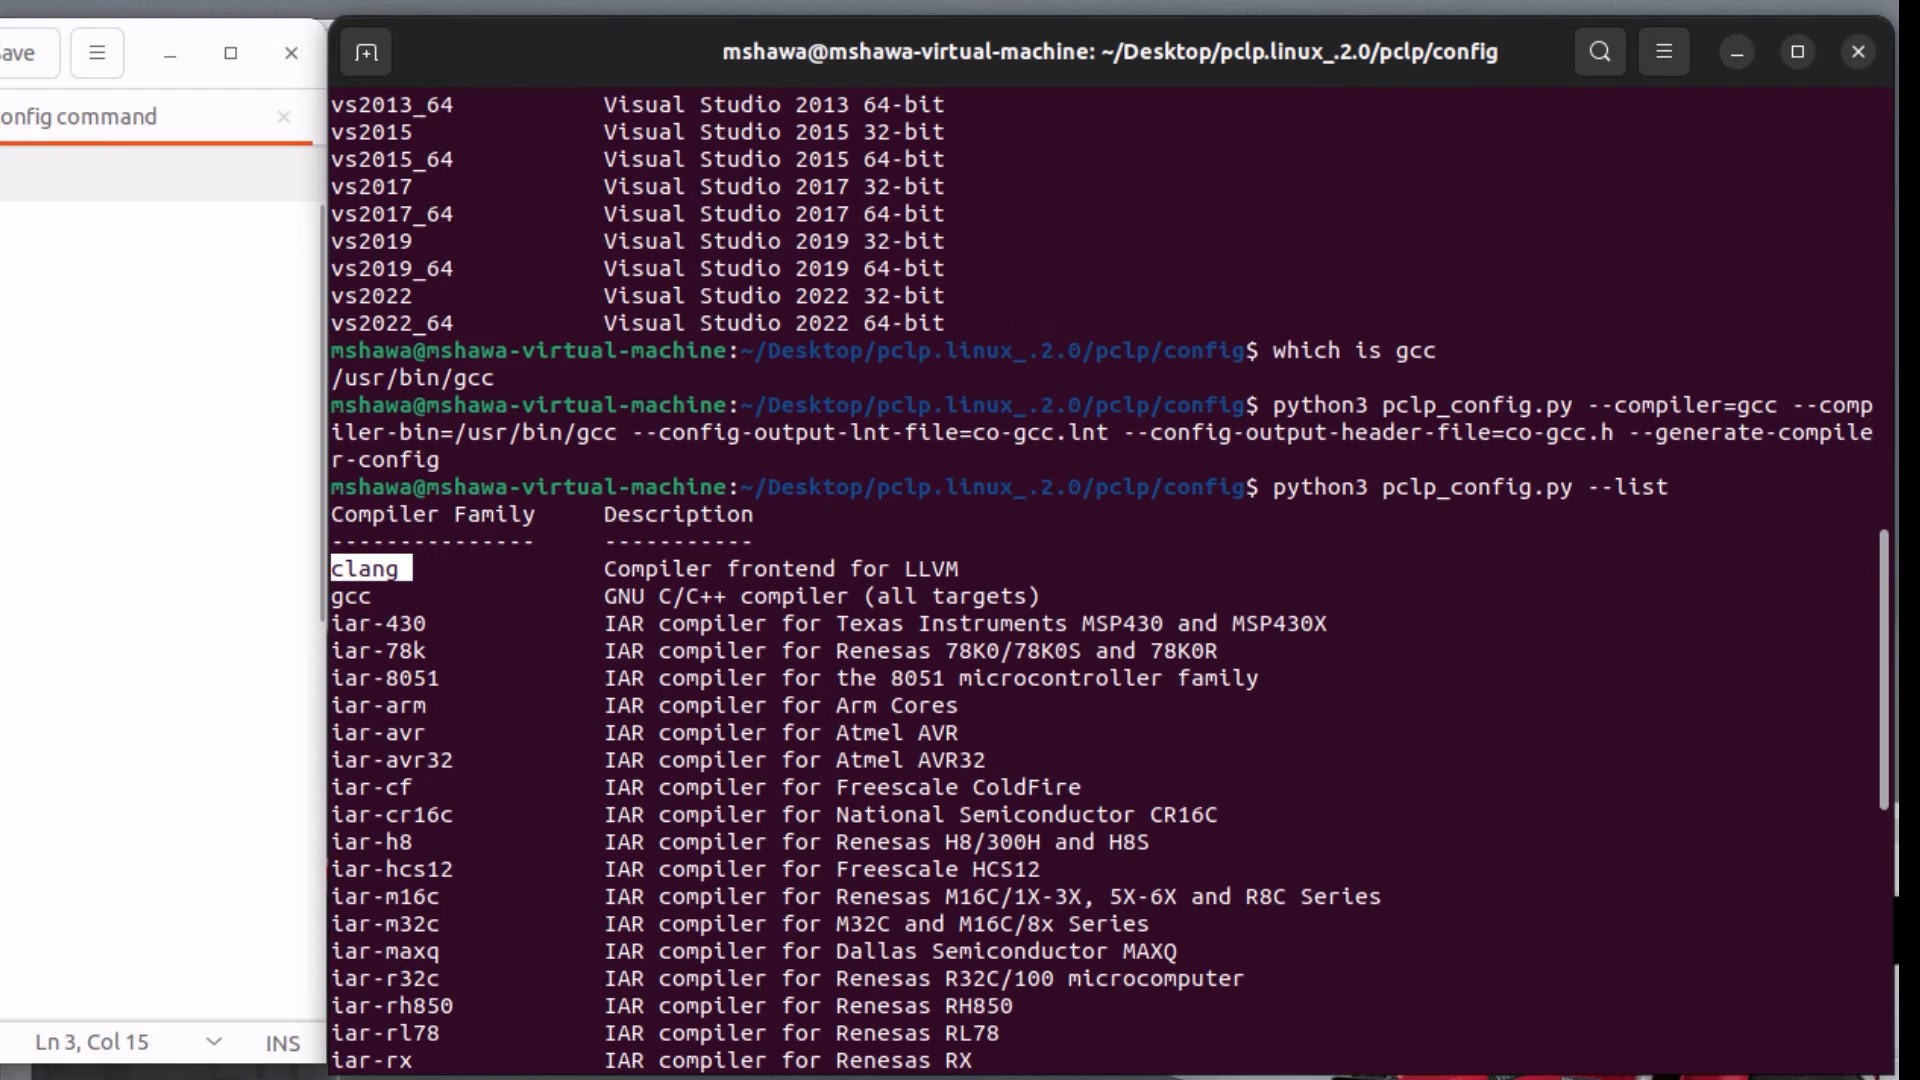 ave
onfig command
Ln 3, Col 15
INS
mshawa@mshawa-virtual-machine: ~/Desktop/pclp.linux_.2.0/pclp/config
vs2013_64 Visual Studio 2013 64-bit
vs2015 Visual Studio 2015 32-bit
vs2015_64 Visual Studio 2015 64-bit
vs2017 Visual Studio 2017 32-bit
vs2017_64 Visual Studio 2017 64-bit
vs2019 Visual Studio 2019 32-bit
vs2019_64 Visual Studio 2019 64-bit
vs2022 Visual Studio 2022 32-bit
vs2022_64 Visual Studio 2022 64-bit
mshawa@mshawa-virtual-machine:~/Desktop/pclp.linux_.2.0/pclp/config$ which is gcc
/usr/bin/gcc
mshawa@mshawa-virtual-machine:~/Desktop/pclp.linux_.2.0/pclp/config$ python3 pclp_config.py --compiler=gcc --comp
iler-bin=/usr/bin/gcc --config-output-lnt-file=co-gcc.lnt --config-output-header-file=co-gcc.h --generate-compile
r-config
mshawa@mshawa-virtual-machine:~/Desktop/pclp.linux_.2.0/pclp/config$ python3 pclp_config.py --list
Compiler Family Description
--------------- -----------
clang Compiler frontend for LLVM
gcc GNU C/C++ compiler (all targets)
iar-430 IAR compiler for Texas Instruments MSP430 and MSP430X
iar-78k IAR compiler for Renesas 78K0/78K0S and 78K0R
iar-8051 IAR compiler for the 8051 microcontroller family
iar-arm IAR compiler for Arm Cores
iar-avr IAR compiler for Atmel AVR
iar-avr32 IAR compiler for Atmel AVR32
iar-cf IAR compiler for Freescale ColdFire
iar-cr16c IAR compiler for National Semiconductor CR16C
iar-h8 IAR compiler for Renesas H8/300H and H8S
iar-hcs12 IAR compiler for Freescale HCS12
iar-m16c IAR compiler for Renesas M16C/1X-3X, 5X-6X and R8C Series
iar-m32c IAR compiler for M32C and M16C/8x Series
iar-maxq IAR compiler for Dallas Semiconductor MAXQ
iar-r32c IAR compiler for Renesas R32C/100 microcomputer
iar-rh850 IAR compiler for Renesas RH850
iar-rl78 IAR compiler for Renesas RL78
iar-rx IAR compiler for Renesas RX